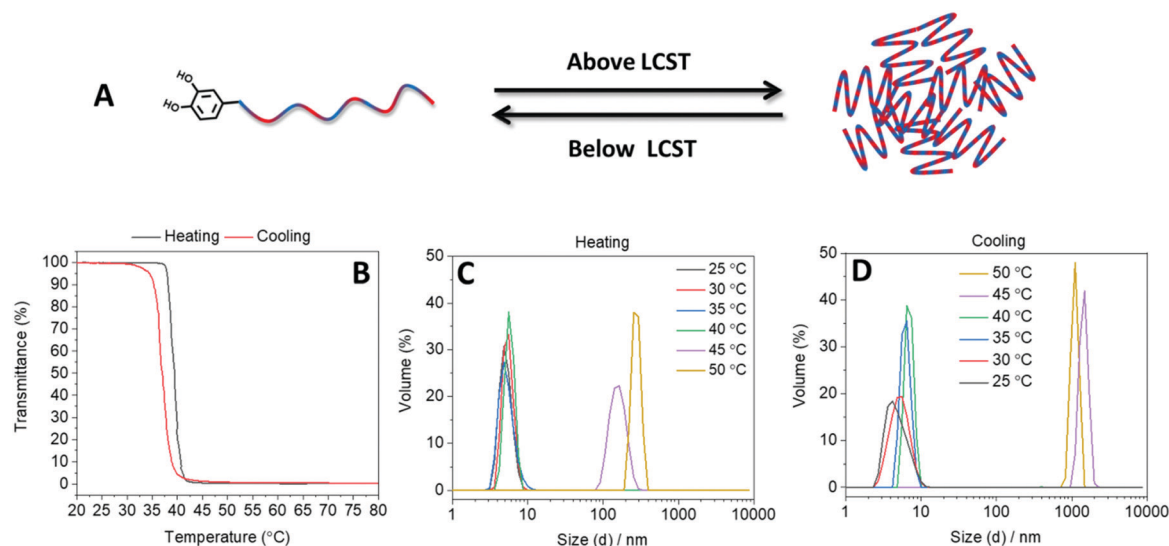 A
HO
HO
Above LCST
Below LCST
Heating Cooling
B
Transmittance (%)
100
90
80
70
60
50
40
30
20
10
0
20 25 30 35 40 45 50 55 60 65 70 75 80
Temperature (°C)
Heating
C
Volume (%)
50
40
30
20
10
0
25 °C
30 °C
35 °C
40 °C
45 °C
50 °C
1 10 100 1000 10000
Size (d) / nm
Cooling
D
Volume (%)
50
40
30
20
10
0
50 °C
45 °C
40 °C
35 °C
30 °C
25 °C
1 10 100 1000 10000
Size (d) / nm